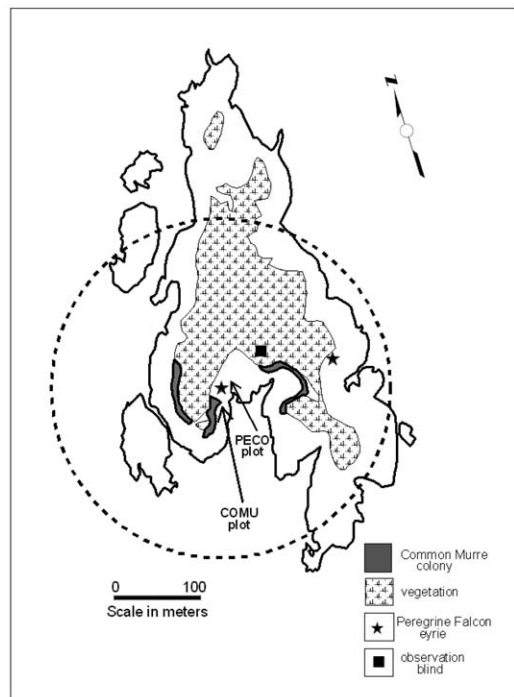 N
PECO
plot
COMU
plot
0 100
Scale in meters
Common Murre
colony
vegetation
Peregrine Falcon
eyrie
observation
blind